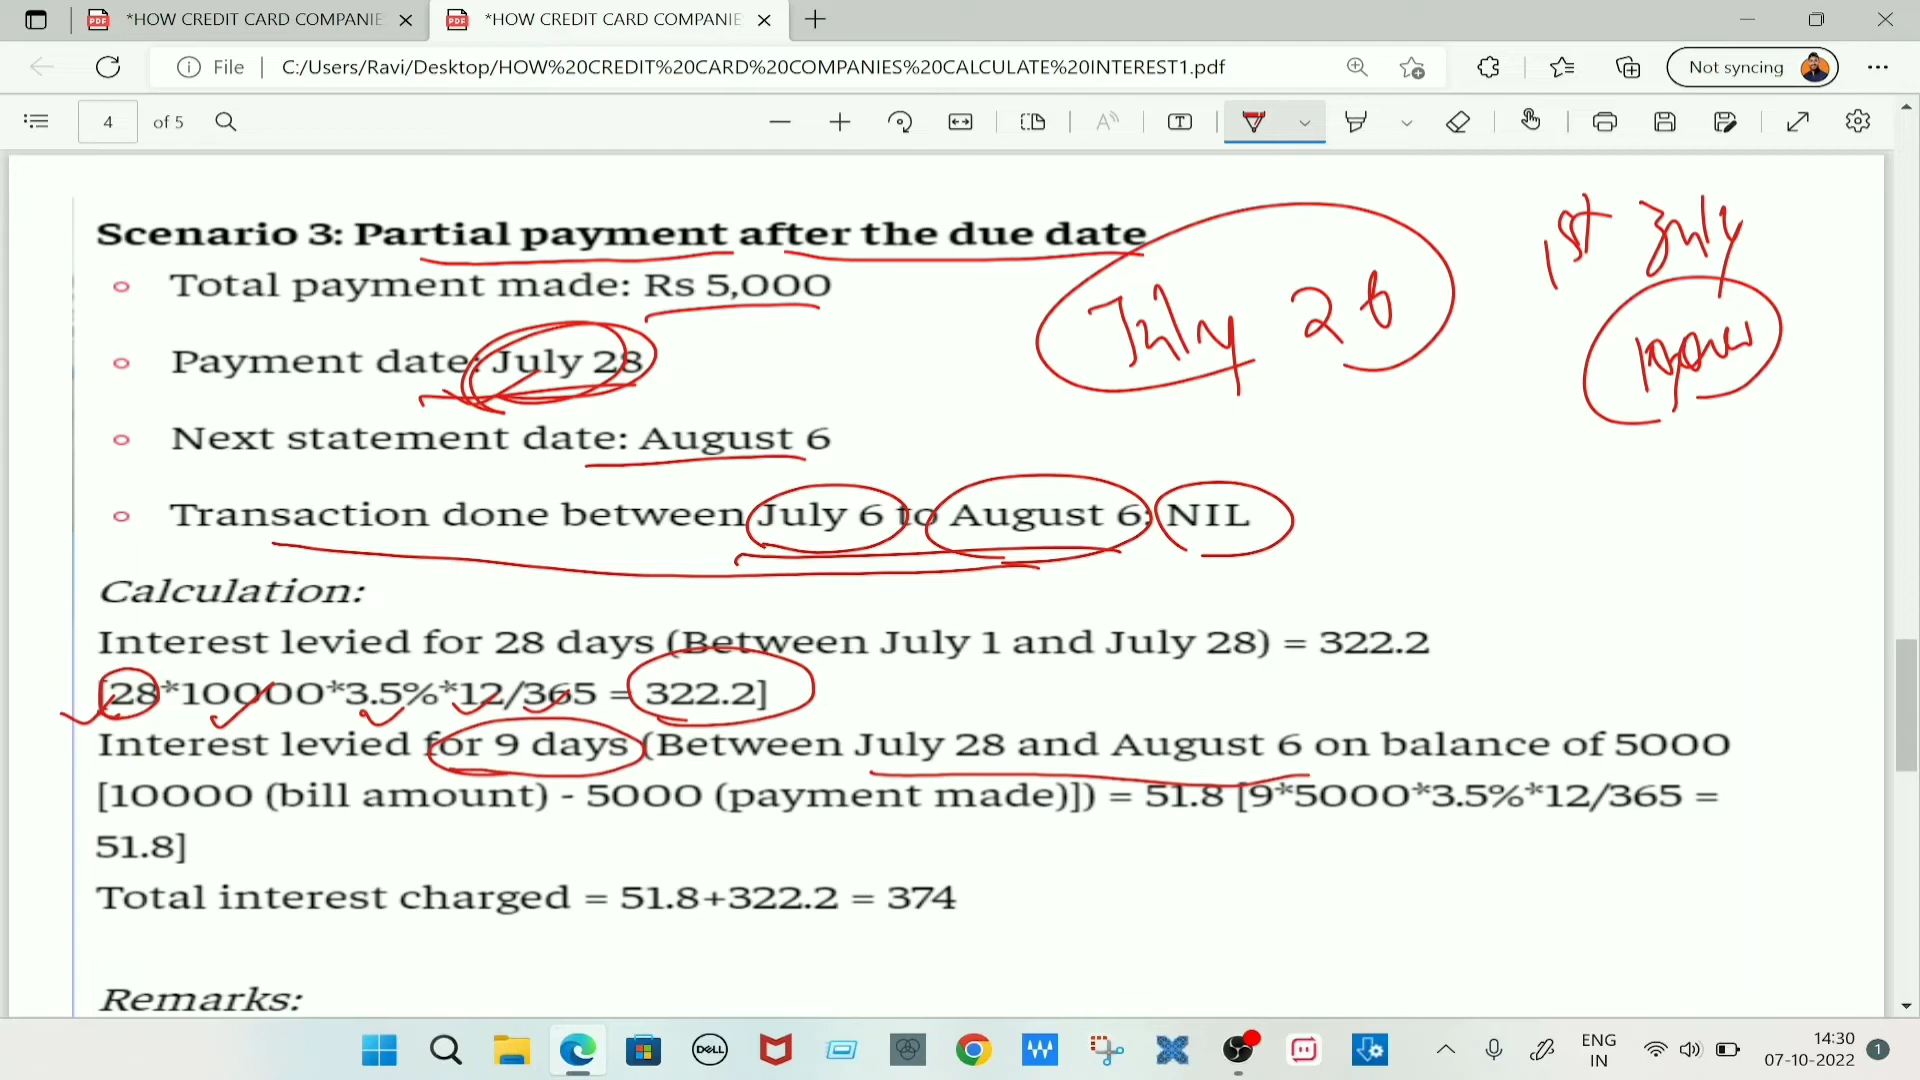 *HOW CREDIT CARD COMPANIE
*HOW CREDIT CARD COMPANIE
File
C:/Users/Ravi/Desktop/HOW%20CREDIT%20CARD%20COMPANIES%20CALCULATE%20INTEREST1.pdf
Not syncing
4 of 5
Scenario 3: Partial payment after the due date
Total payment made: Rs 5,000
Payment date: July 28
Next statement date: August 6
Transaction done between July 6 to August 6: NIL
July 26
1st July
Calculation:
Interest levied for 28 days (Between July 1 and July 28) = 322.2
[28*10000*3.5%*12/365 = 322.2]
Interest levied for 9 days (Between July 28 and August 6 on balance of 5000
[10000 (bill amount) - 5000 (payment made)]) = 51.8 [9*5000*3.5%*12/365 =
51.8]
Total interest charged = 51.8+322.2 = 374
Remarks:
DELL
ENG
IN
14:30
07-10-2022
1